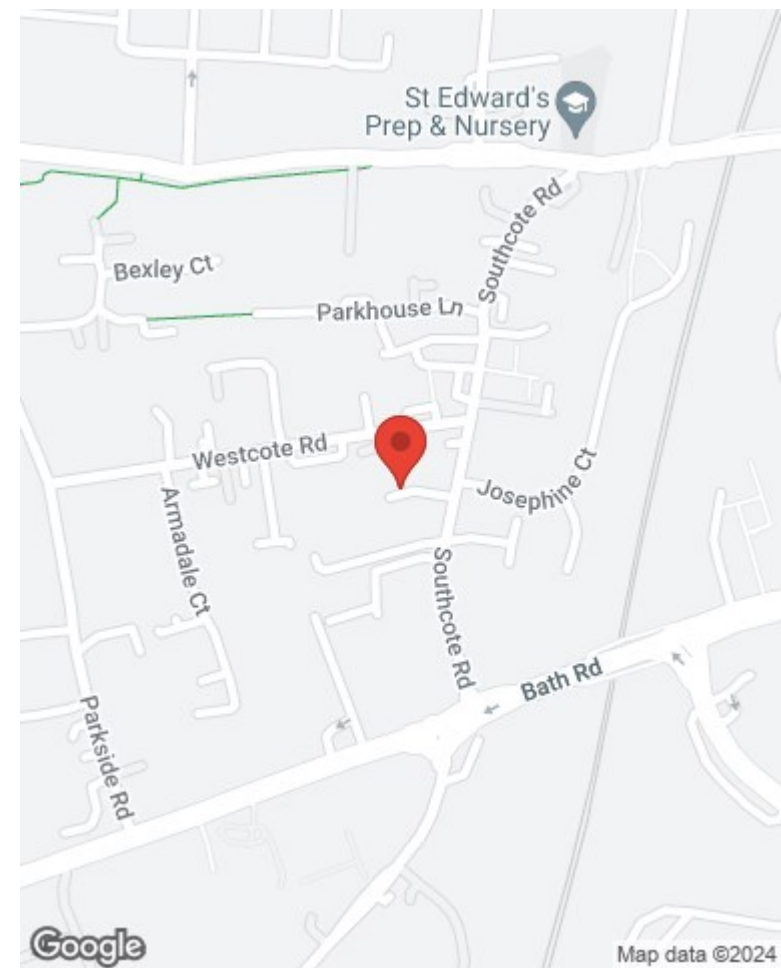 St Edward's
Prep & Nursery
Southcote Rd
Bexley Ct
Parkhouse Ln
Westcote Rd
Josephine Ct
Armadale Ct
Southcote Rd
Bath Rd
Parkside Rd
Google
Map data ©2024